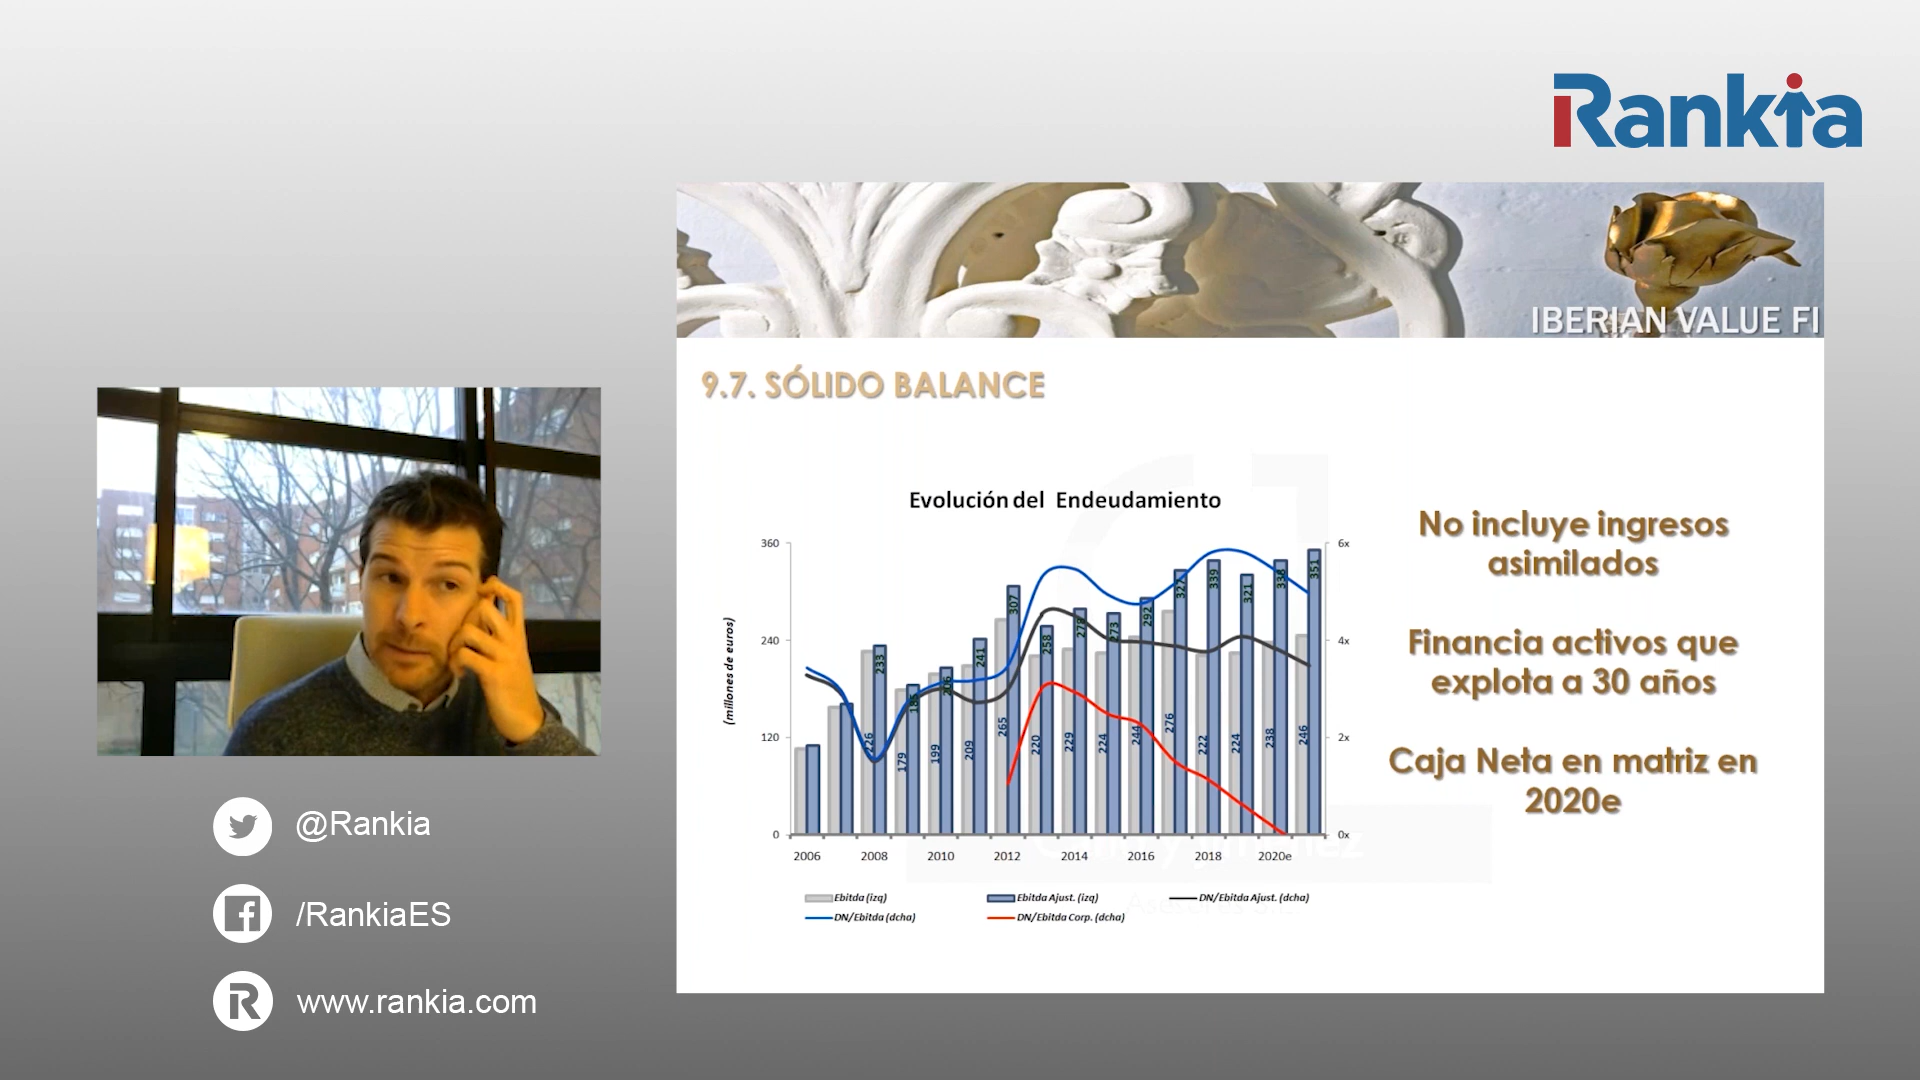 Rankia
IBERIAN VALUE FI
9.7. SÓLIDO BALANCE
Evolución del Endeudamiento
(millones de euros)
360
240
120
0
6x
4x
2x
0x
226
233
179
185
199
206
209
241
265
307
220
258
229
278
224
273
244
292
276
327
222
339
224
321
238
338
246
351
2006
2008
2010
2012
2014
2016
2018
2020e
Ebitda (izq)
Ebitda Ajust. (izq)
DN/Ebitda Ajust. (dcha)
DN/Ebitda (dcha)
DN/Ebitda Corp. (dcha)
No incluye ingresos
asimilados
Financia activos que
explota a 30 años
Caja Neta en matriz en
2020e
@Rankia
/RankiaES
www.rankia.com